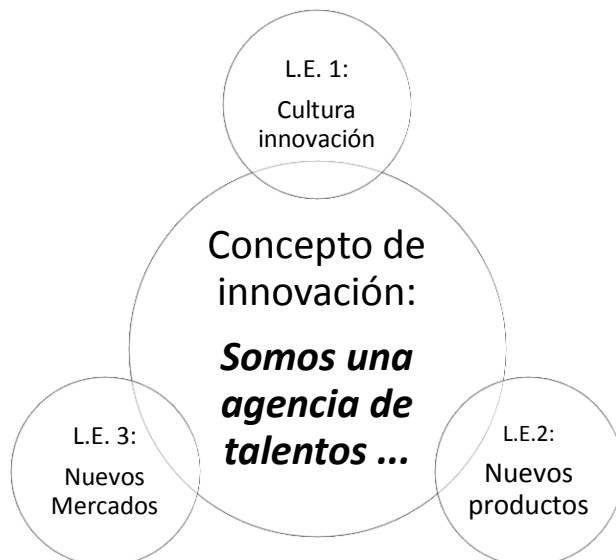 L.E. 1:
Cultura
innovación
Concepto de
innovación:
Somos una
agencia de
talentos ...
L.E. 3:
Nuevos
Mercados
L.E.2:
Nuevos
productos